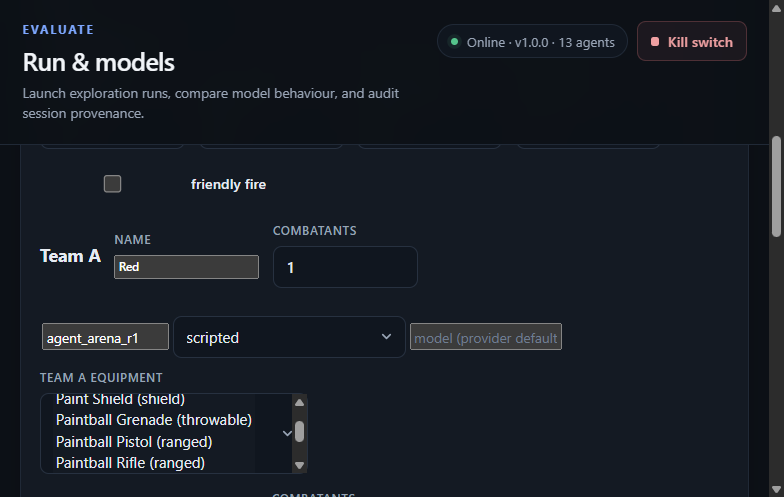 EVALUATE
Run & models
Launch exploration runs, compare model behaviour, and audit
session provenance.
Online · v1.0.0 · 13 agents
Kill switch
friendly fire
Team A
NAME
Red
COMBATANTS
1
agent_arena_r1
scripted
model (provider default
TEAM A EQUIPMENT
Paint Shield (shield)
Paintball Grenade (throwable)
Paintball Pistol (ranged)
Paintball Rifle (ranged)
COMBATANTS